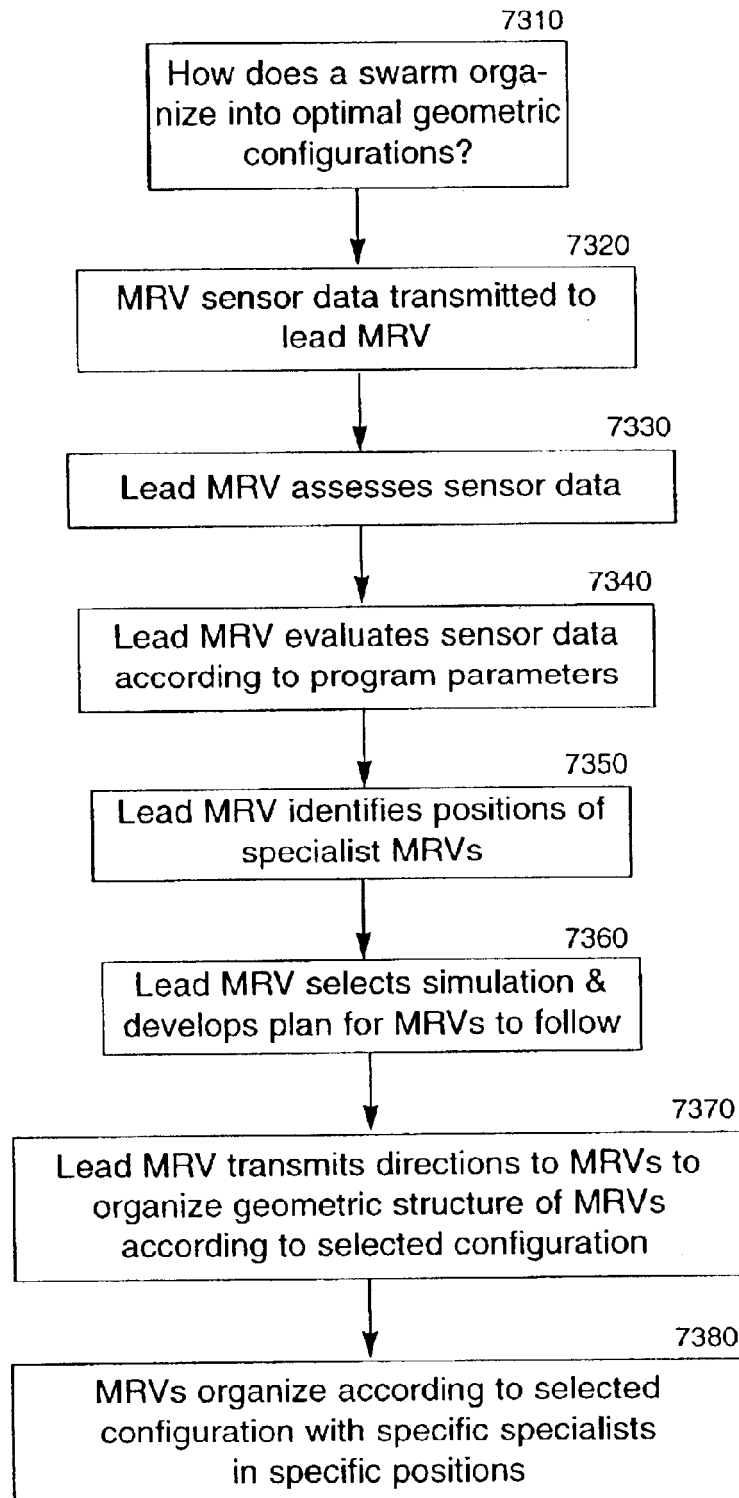 7310
How does a swarm orga-
nize into optimal geometric
configurations?
7320
MRV sensor data transmitted to
lead MRV
7330
Lead MRV assesses sensor data
7340
Lead MRV evaluates sensor data
according to program parameters
7350
Lead MRV identifies positions of
specialist MRVs
7360
Lead MRV selects simulation &
develops plan for MRVs to follow
7370
Lead MRV transmits directions to MRVs to
organize geometric structure of MRVs
according to selected configuration
7380
MRVs organize according to selected
configuration with specific specialists
in specific positions